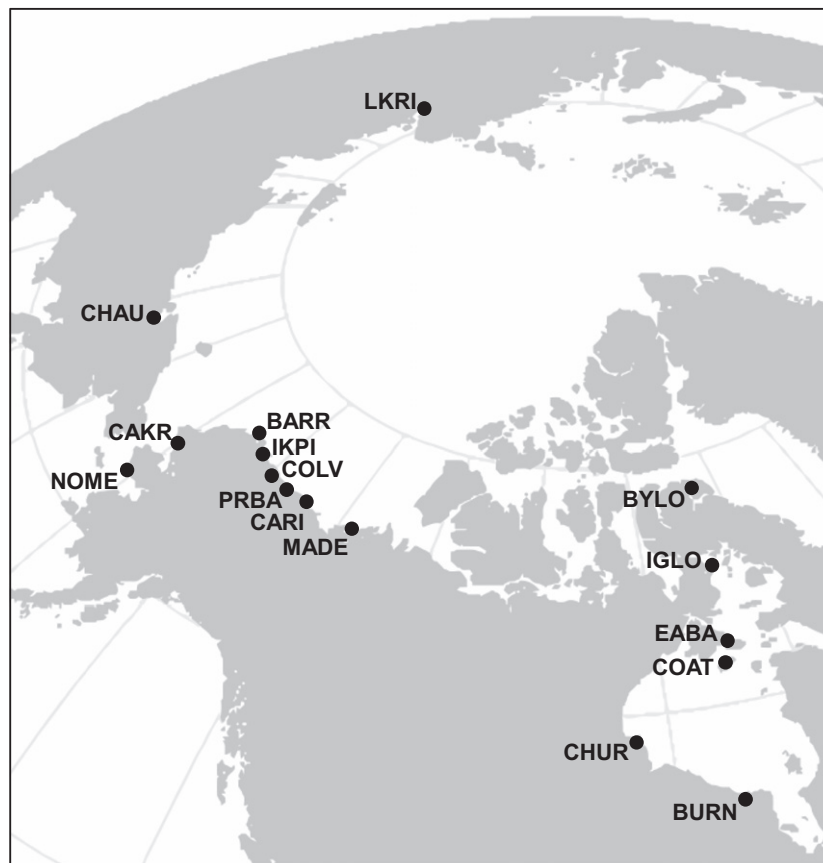 LKRI
CHAU
BARR
CAKR
IKPI
NOME
COLV
PRBA
BYLO
CARI
MADE
IGLO
EABA
COAT
CHUR
BURN